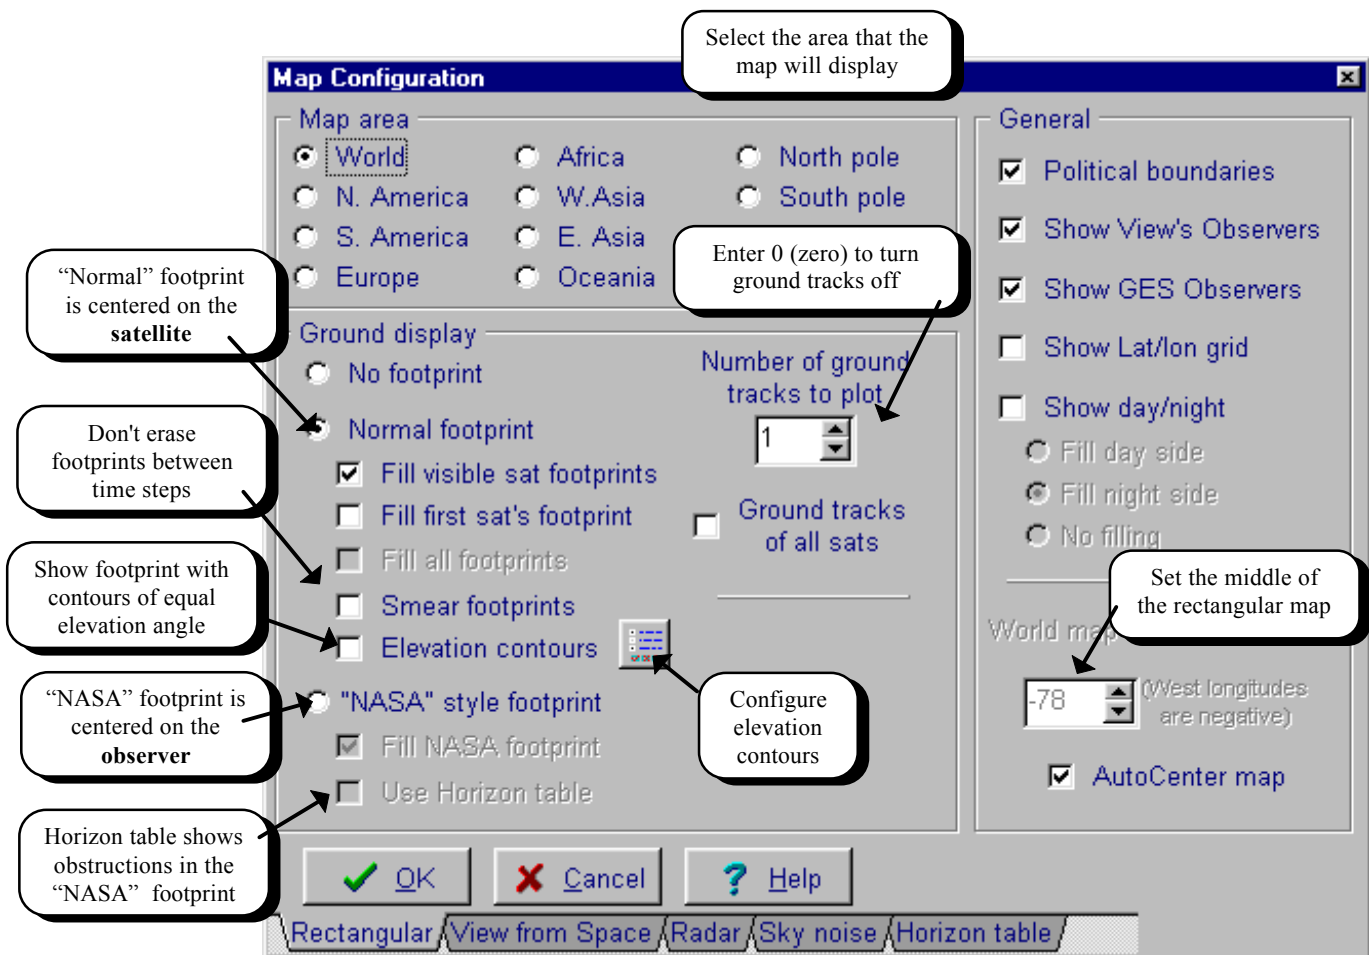 Select the area that the
map will display
Map Configuration
Map area
World
N. America
S. America
Europe
Africa
W.Asia
E. Asia
Oceania
North pole
South pole
Enter 0 (zero) to turn
ground tracks off
“Normal” footprint
is centered on the
satellite
Don't erase
footprints between
time steps
Show footprint with
contours of equal
elevation angle
“NASA” footprint is
centered on the
observer
Horizon table shows
obstructions in the
“NASA” footprint
Ground display
No footprint
Normal footprint
Fill visible sat footprints
Fill first sat's footprint
Fill all footprints
Smear footprints
Elevation contours
"NASA" style footprint
Fill NASA footprint
Use Horizon table
Number of ground
tracks to plot
1
Ground tracks
of all sats
Configure
elevation
contours
General
Political boundaries
Show View's Observers
Show GES Observers
Show Lat/lon grid
Show day/night
Fill day side
Fill night side
No filling
Set the middle of
the rectangular map
World map
-78
(West longitudes
are negative)
AutoCenter map
OK
Cancel
? Help
Rectangular
View from Space
Radar
Sky noise
Horizon table